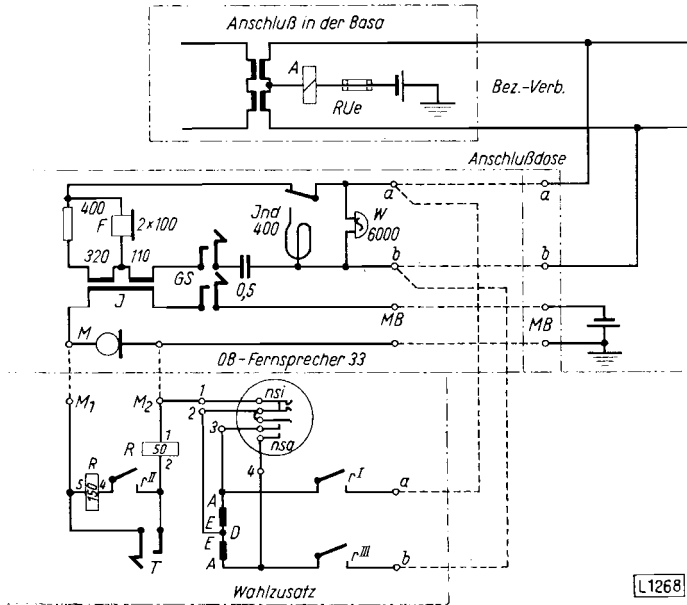 Anschluß in der Basa
A
RUe
Bez.-Verb.
Anschlußdose
a
a
400
F
2×100
Jnd
400
W
6000
320
110
b
b
GS
J
0,5
MB
MB
M
OB-Fernsprecher 33
M1
M2
1
2
nsi
3
nsa
R
1
50
2
4
R
5
150
4
rII
rI
a
A
E
D
E
A
rIII
b
T
Wahlzusatz
L1268